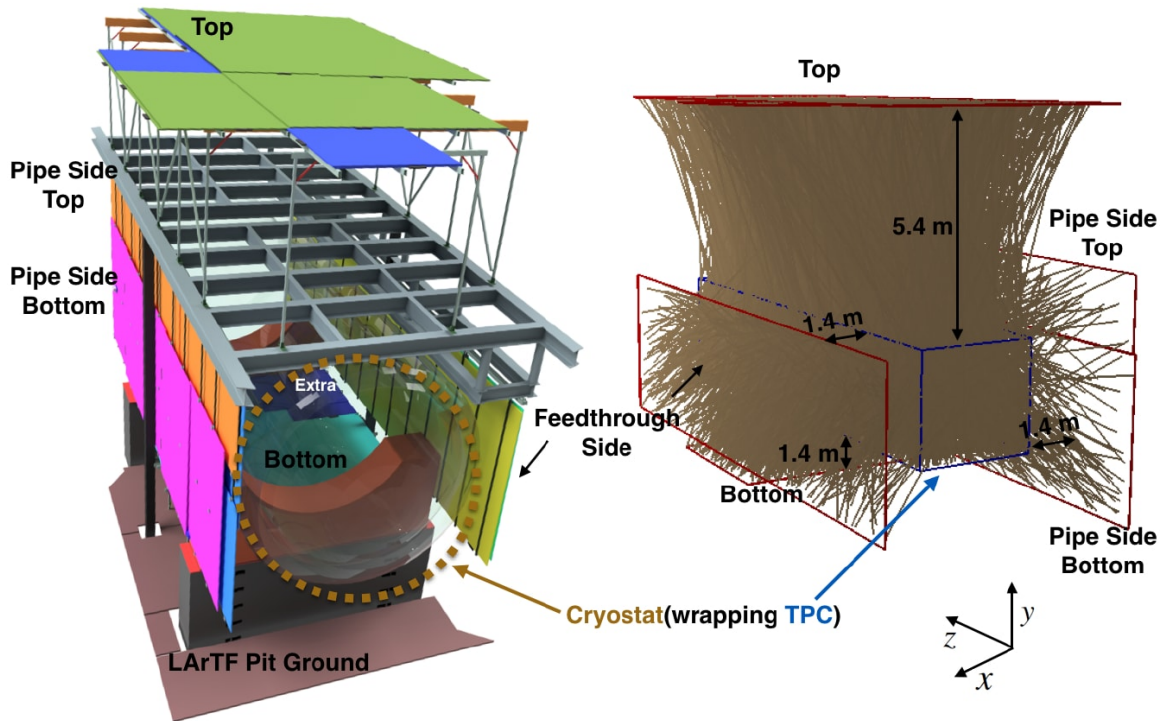 Top
Pipe Side
Top
Pipe Side
Bottom
Extra
Bottom
LArTF Pit Ground
Feedthrough
Side
Cryostat(wrapping TPC)
Top
5.4 m
Pipe Side
Top
1.4 m
1.4 m
1.4 m
Bottom
Pipe Side
Bottom
y
z
x